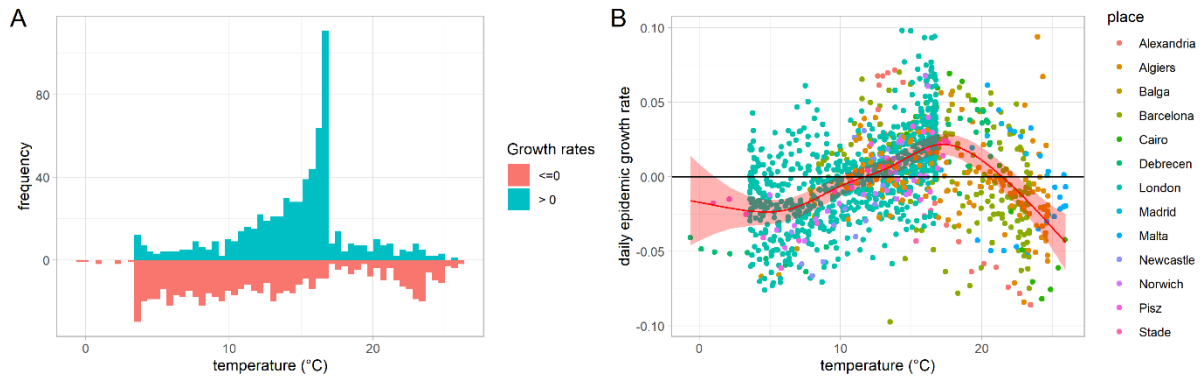 A
frequency
80
40
0
0
10
20
temperature (°C)
Growth rates
<=0
> 0
B
daily epidemic growth rate
0.10
0.05
0.00
-0.05
-0.10
0
10
20
temperature (°C)
place
Alexandria
Algiers
Balga
Barcelona
Cairo
Debrecen
London
Madrid
Malta
Newcastle
Norwich
Pisz
Stade